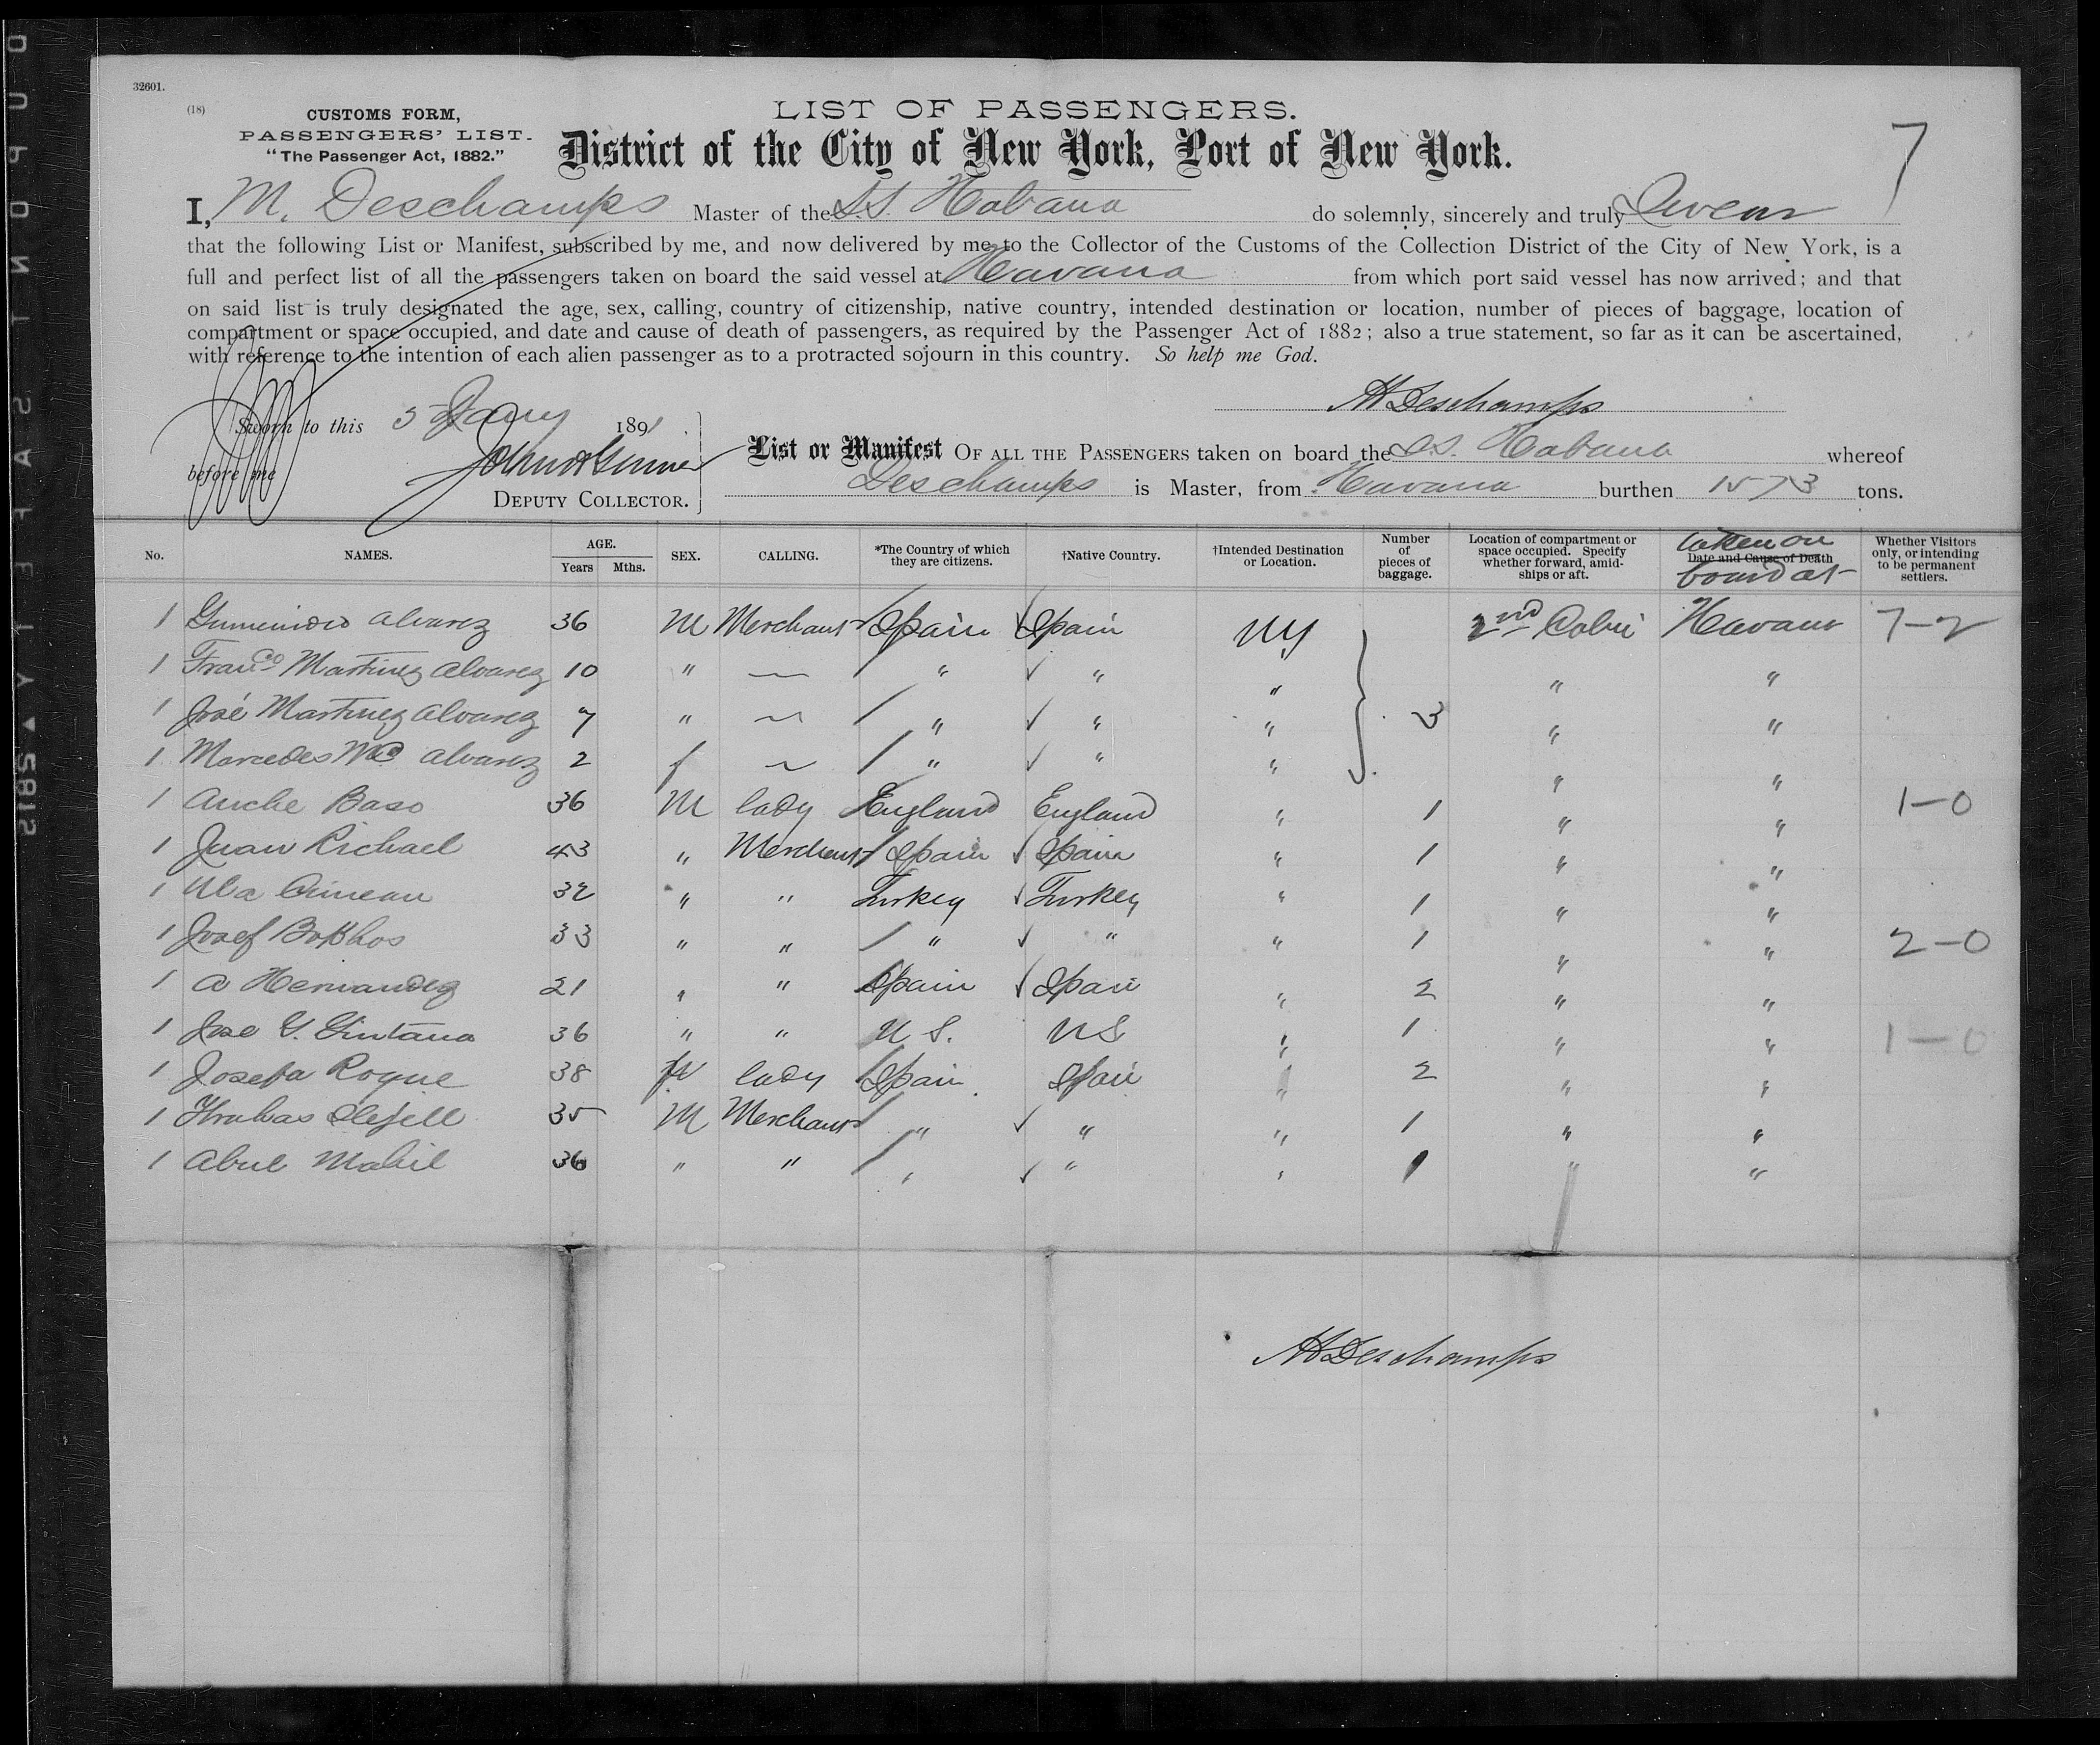 32601.
(18)
CUSTOMS FORM,
PASSENGERS' LIST.
"The Passenger Act, 1882."
LIST OF PASSENGERS.
District of the City of New York, Port of New York.
7
I, M. Deschamps Master of the SS. Habana do solemnly, sincerely and truly Swear
that the following List or Manifest, subscribed by me, and now delivered by me to the Collector of the Customs of the Collection District of the City of New York, is a
full and perfect list of all the passengers taken on board the said vessel at Havana from which port said vessel has now arrived; and that
on said list is truly designated the age, sex, calling, country of citizenship, native country, intended destination or location, number of pieces of baggage, location of
compartment or space occupied, and date and cause of death of passengers, as required by the Passenger Act of 1882; also a true statement, so far as it can be ascertained,
with reference to the intention of each alien passenger as to a protracted sojourn in this country. So help me God.
M Deschamps
Sworn to this 5 Jany 1891
before me
DEPUTY COLLECTOR.
List or Manifest OF ALL THE PASSENGERS taken on board the SS. Habana whereof
Deschamps is Master, from Havana burthen 1573 tons.
No. NAMES. AGE. Years Mths. SEX. CALLING. *The Country of which they are citizens. †Native Country. †Intended Destination or Location. Number of pieces of baggage. Location of compartment or space occupied. Specify whether forward, amidships or aft. Date and Cause of Death taken on board at Whether Visitors only, or intending to be permanent settlers.
1 Alvarez 36 M Merchant Spain Spain NY 2nd Cabin Havana 7-2
1 Franco Martinez Alvarez 10 " — " " " " "
1 José Martinez Alvarez 7 " — " " " 3 " "
1 Mercedes Alvarez 2 f — " " " " "
1 Baso 36 M lady England England " 1 " " 1-0
1 Juan Richael 43 " Merchant Spain Spain " 1 " "
1 32 " " Turkey Turkey " 1 " "
1 Josef 33 " " " " " 1 " " 2-0
1 A Hernandez 21 " " Spain Spain " 2 " "
1 Jose G. Gintana 36 " " U S. US " 1 " " 1-0
1 Josefa Roque 38 lady Spain Spain " 2 " "
1 35 M Merchant " " " 1 " "
1 Abul Mahil 36 " " " " " 1 " "
M Deschamps
DUPONT SAFETY ▲ 2812